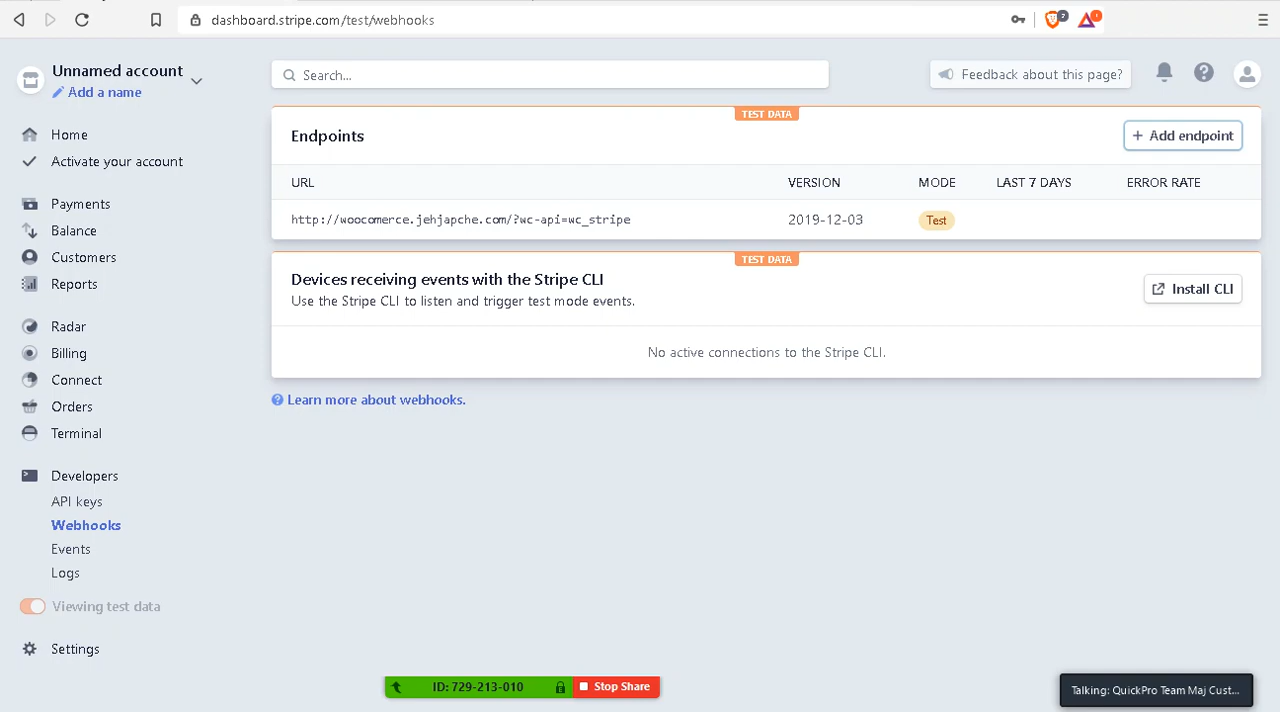 dashboard.stripe.com/test/webhooks
2
1
Unnamed account
Add a name
Search...
Feedback about this page?
Home
Activate your account
Payments
Balance
Customers
Reports
Radar
Billing
Connect
Orders
Terminal
Developers
API keys
Webhooks
Events
Logs
Viewing test data
Settings
TEST DATA
Endpoints
+ Add endpoint
URL VERSION MODE LAST 7 DAYS ERROR RATE
http://woocomerce.jehjapche.com/?wc-api=wc_stripe 2019-12-03 Test
TEST DATA
Devices receiving events with the Stripe CLI
Use the Stripe CLI to listen and trigger test mode events.
Install CLI
No active connections to the Stripe CLI.
Learn more about webhooks.
ID: 729-213-010
Stop Share
Talking: QuickPro Team Maj Cust...